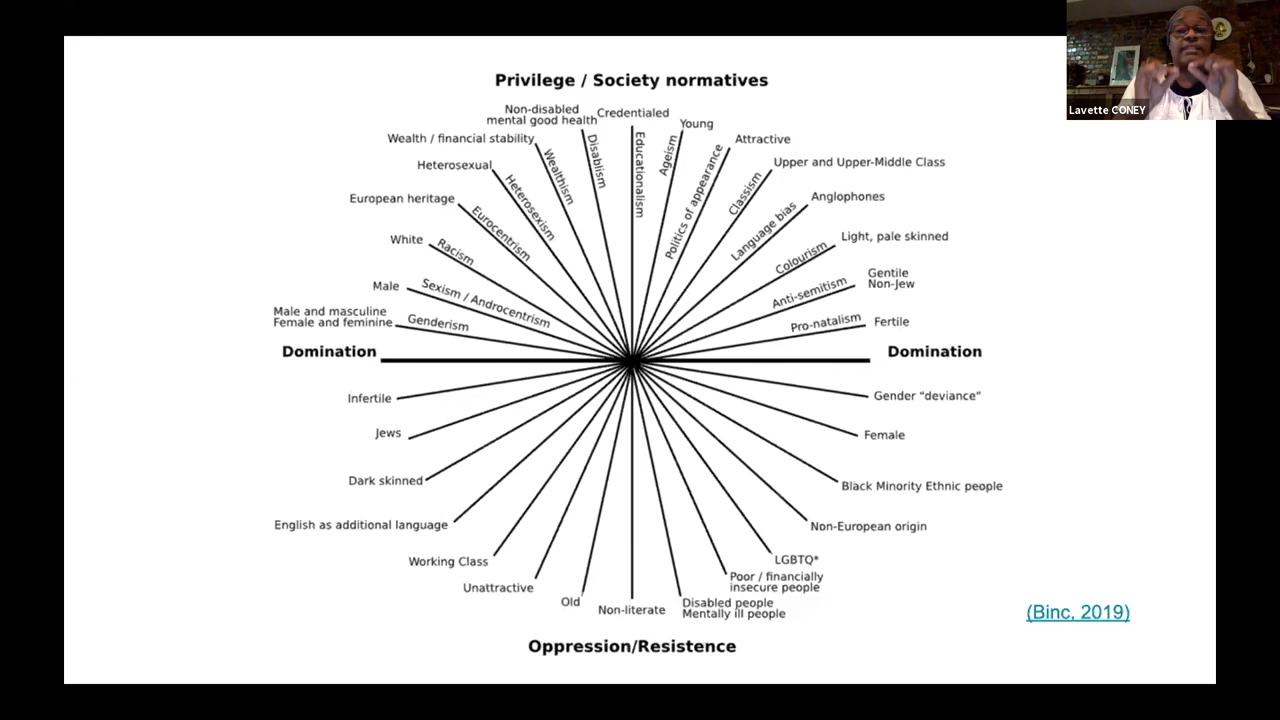 Privilege / Society normatives
Non-disabled
mental good health
Credentialed
Young
Wealth / financial stability
Attractive
Heterosexual
Upper and Upper-Middle Class
European heritage
Anglophones
White
Light, pale skinned
Male
Gentile
Non-Jew
Male and masculine
Female and feminine
Fertile
Genderism
Sexism / Androcentrism
Racism
Eurocentrism
Heterosexism
Wealthism
Disablism
Educationalism
Ageism
Politics of appearance
Classism
Language bias
Colourism
Anti-semitism
Pro-natalism
Domination
Domination
Infertile
Gender "deviance"
Jews
Female
Dark skinned
Black Minority Ethnic people
English as additional language
Non-European origin
Working Class
LGBTQ*
Unattractive
Poor / financially
insecure people
Old
Non-literate
Disabled people
Mentally ill people
Oppression/Resistence
(Binc, 2019)
Lavette CONEY